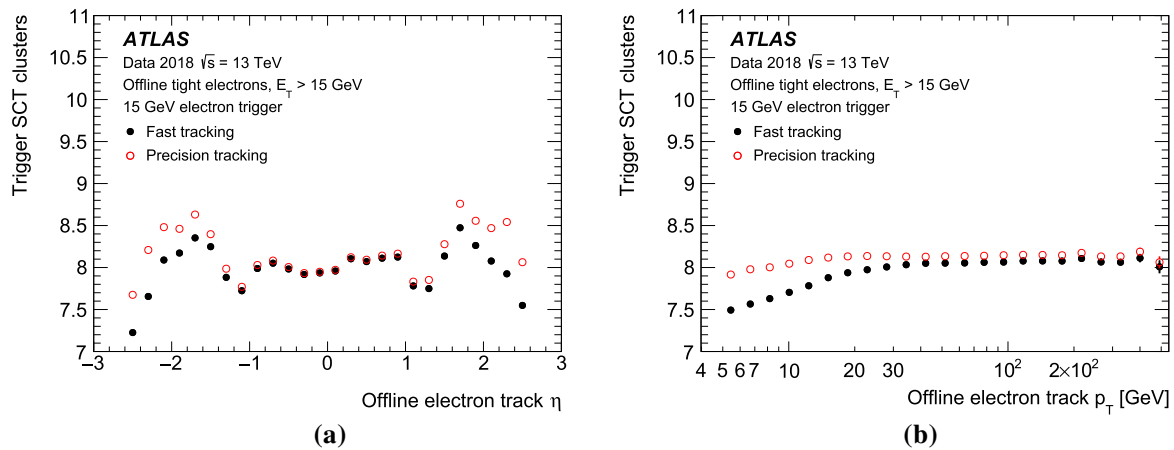 Trigger SCT clusters
11
10.5
10
9.5
9
8.5
8
7.5
7
ATLAS
Data 2018 √s = 13 TeV
Offline tight electrons, E_T > 15 GeV
15 GeV electron trigger
Fast tracking
Precision tracking
−3 −2 −1 0 1 2 3
Offline electron track η
(a)
Trigger SCT clusters
11
10.5
10
9.5
9
8.5
8
7.5
7
ATLAS
Data 2018 √s = 13 TeV
Offline tight electrons, E_T > 15 GeV
15 GeV electron trigger
Fast tracking
Precision tracking
4 5 6 7 10 20 30 10² 2×10²
Offline electron track p_T [GeV]
(b)